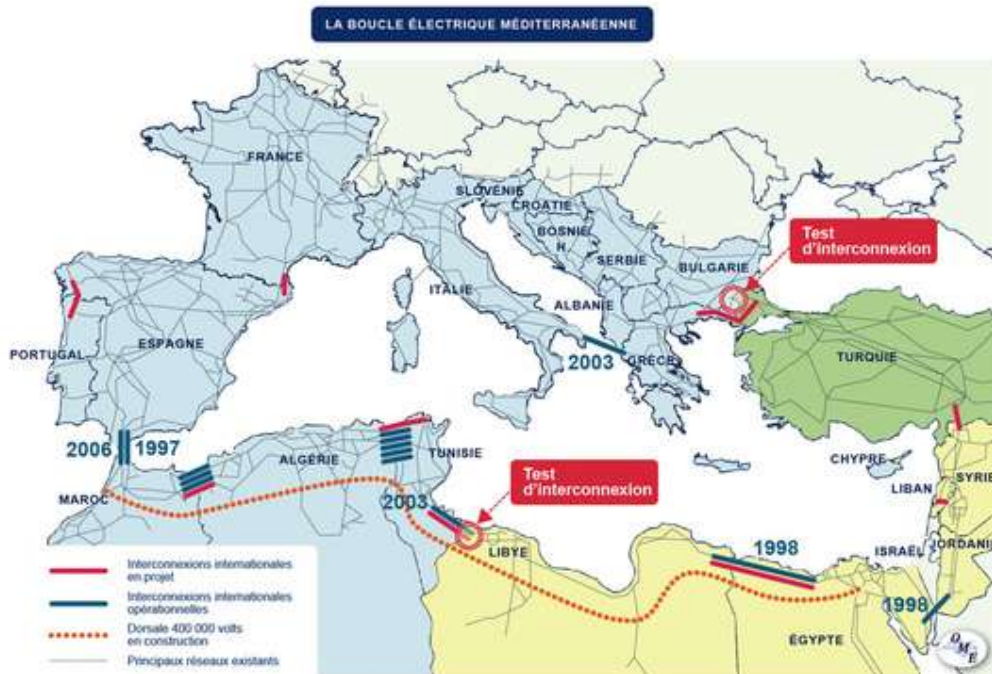 LA BOUCLE ÉLECTRIQUE MÉDITERRANÉENNE
FRANCE
SLOVÉNIE
CROATIE
BOSNIE
H
SERBIE
BULGARIE
Test
d'interconnexion
ITALIE
ALBANIE
PORTUGAL
ESPAGNE
2003
GRÈCE
TURQUIE
2006
1997
ALGÉRIE
TUNISIE
CHYPRE
SYRIE
LIBAN
MAROC
2003
Test
d'interconnexion
LIBYE
1998
ISRAËL
JORDANIE
1998
ÉGYPTE
Interconnexions internationales
en projet
Interconnexions internationales
opérationnelles
Dorsale 400 000 volts
en construction
Principaux réseaux existants
OME